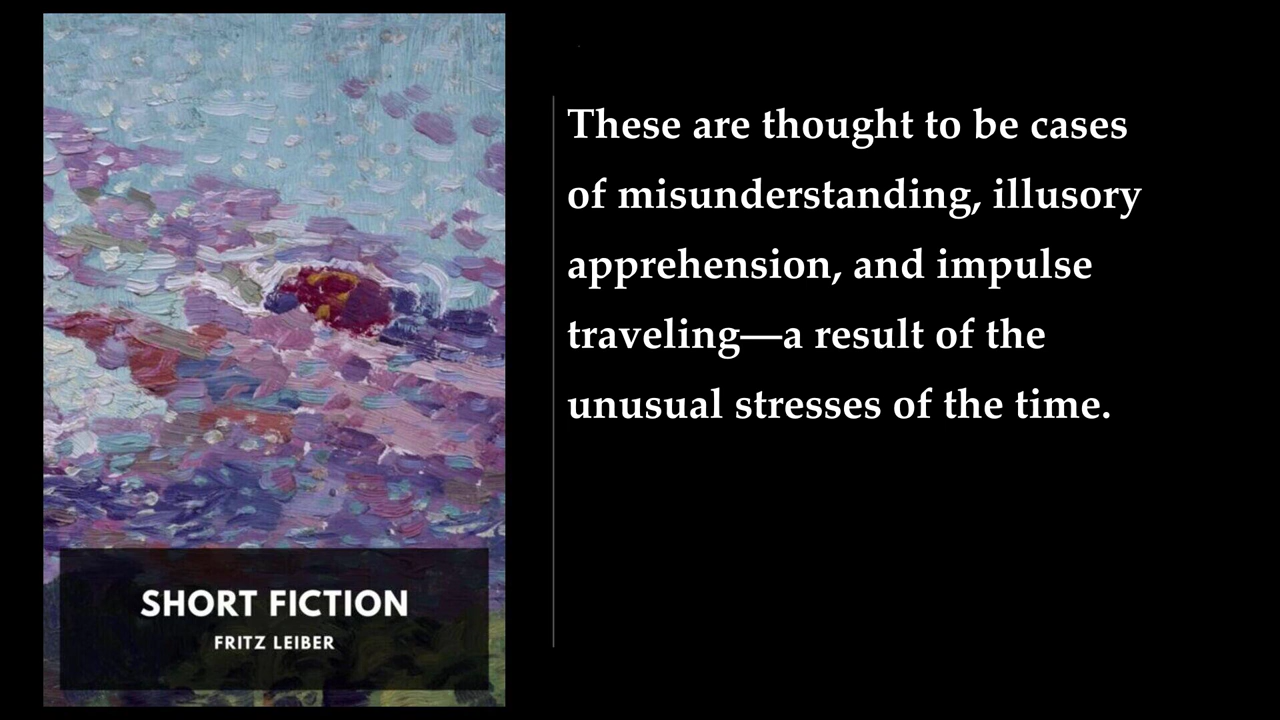 These are thought to be cases
of misunderstanding, illusory
apprehension, and impulse
traveling—a result of the
unusual stresses of the time.
SHORT FICTION
FRITZ LEIBER